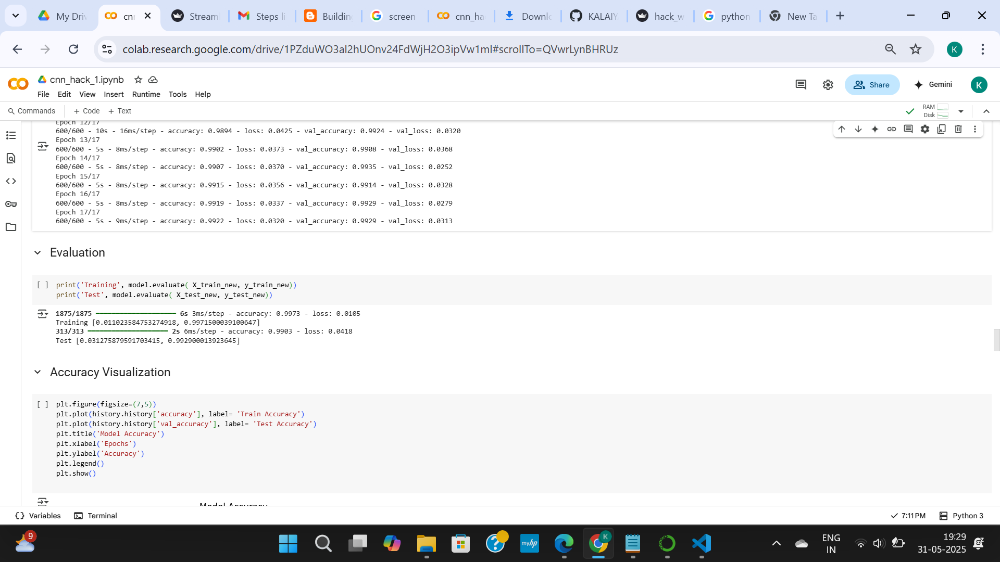 My Driv
cn
Streaml
Steps li
Building
screen
cnn_ha
Downlo
KALAIY
hack_w
python
New Ta
colab.research.google.com/drive/1PZduWO3al2hUOnv24FdWjH2O3ipVw1ml#scrollTo=QVwrLynBHRUz
K
cnn_hack_1.ipynb
Share
Gemini
K
File Edit View Insert Runtime Tools Help
Commands + Code + Text
RAM
Disk
Epoch 12/17
600/600 - 10s - 16ms/step - accuracy: 0.9894 - loss: 0.0425 - val_accuracy: 0.9924 - val_loss: 0.0320
Epoch 13/17
600/600 - 5s - 8ms/step - accuracy: 0.9902 - loss: 0.0373 - val_accuracy: 0.9908 - val_loss: 0.0368
Epoch 14/17
600/600 - 5s - 8ms/step - accuracy: 0.9907 - loss: 0.0370 - val_accuracy: 0.9935 - val_loss: 0.0252
Epoch 15/17
600/600 - 5s - 8ms/step - accuracy: 0.9915 - loss: 0.0356 - val_accuracy: 0.9914 - val_loss: 0.0328
Epoch 16/17
600/600 - 5s - 8ms/step - accuracy: 0.9919 - loss: 0.0337 - val_accuracy: 0.9929 - val_loss: 0.0279
Epoch 17/17
600/600 - 5s - 9ms/step - accuracy: 0.9922 - loss: 0.0320 - val_accuracy: 0.9929 - val_loss: 0.0313
Evaluation
[ ] print('Training', model.evaluate( X_train_new, y_train_new))
print('Test', model.evaluate( X_test_new, y_test_new))
1875/1875 ━━━━━━━━━━━━━━━━━━━━ 6s 3ms/step - accuracy: 0.9973 - loss: 0.0105
Training [0.011023584753274918, 0.9971500039100647]
313/313 ━━━━━━━━━━━━━━━━━━━━ 2s 6ms/step - accuracy: 0.9903 - loss: 0.0418
Test [0.031275879591703415, 0.992900013923645]
Accuracy Visualization
[ ] plt.figure(figsize=(7,5))
plt.plot(history.history['accuracy'], label= 'Train Accuracy')
plt.plot(history.history['val_accuracy'], label= 'Test Accuracy')
plt.title('Model Accuracy')
plt.xlabel('Epochs')
plt.ylabel('Accuracy')
plt.legend()
plt.show()
Model Accuracy
Variables Terminal
7:11 PM Python 3
9
myhp
K
ENG
IN
19:29
31-05-2025